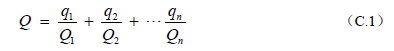 Q = q₁/Q₁ + q₂/Q₂ + ⋯ qₙ/Qₙ (C.1)